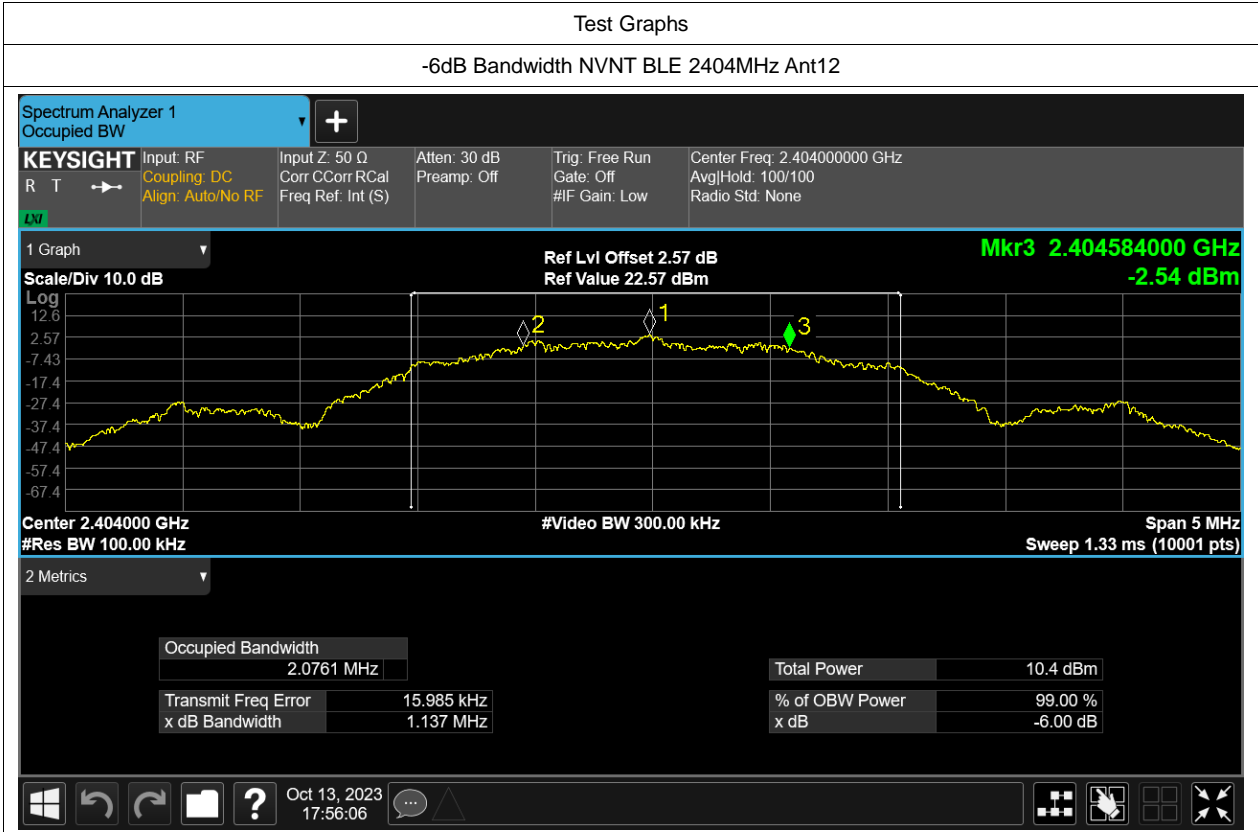 Test Graphs
-6dB Bandwidth NVNT BLE 2404MHz Ant12
Spectrum Analyzer 1
Occupied BW
KEYSIGHT
R T
LXI
Input: RF
Coupling: DC
Align: Auto/No RF
Input Z: 50 Ω
Corr CCorr RCal
Freq Ref: Int (S)
Atten: 30 dB
Preamp: Off
Trig: Free Run
Gate: Off
#IF Gain: Low
Center Freq: 2.404000000 GHz
Avg|Hold: 100/100
Radio Std: None
1 Graph
Scale/Div 10.0 dB
Ref Lvl Offset 2.57 dB
Ref Value 22.57 dBm
Mkr3 2.404584000 GHz
-2.54 dBm
Log
12.6
2.57
-7.43
-17.4
-27.4
-37.4
-47.4
-57.4
-67.4
2
1
3
Center 2.404000 GHz
#Res BW 100.00 kHz
#Video BW 300.00 kHz
Span 5 MHz
Sweep 1.33 ms (10001 pts)
2 Metrics
Occupied Bandwidth
2.0761 MHz
Total Power 10.4 dBm
Transmit Freq Error 15.985 kHz
% of OBW Power 99.00 %
x dB Bandwidth 1.137 MHz
x dB -6.00 dB
?
Oct 13, 2023
17:56:06